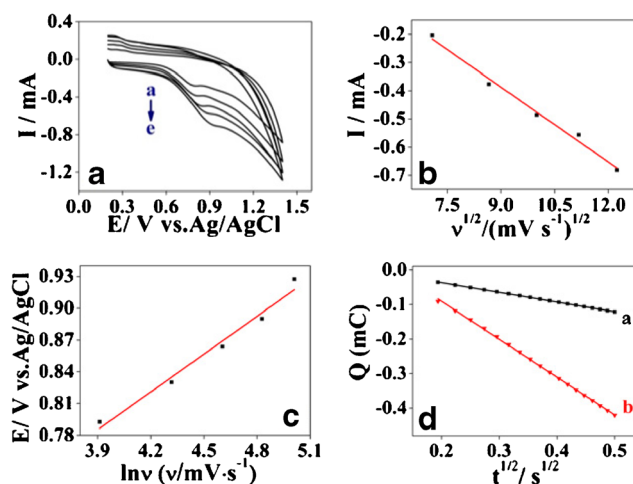 I / mA
0.4
0.0
-0.4
-0.8
-1.2
a
e
a
0.0 0.3 0.6 0.9 1.2 1.5
E/ V vs.Ag/AgCl
I / mA
-0.2
-0.3
-0.4
-0.5
-0.6
-0.7
b
7.5 9.0 10.5 12.0
ν^1/2/(mV s^-1)^1/2
E/ V vs.Ag/AgCl
0.93
0.90
0.87
0.84
0.81
0.78
c
3.9 4.2 4.5 4.8 5.1
lnν (ν/mV·s^-1)
Q (mC)
0.0
-0.1
-0.2
-0.3
-0.4
a
b
d
0.2 0.3 0.4 0.5
t^1/2/ s^1/2